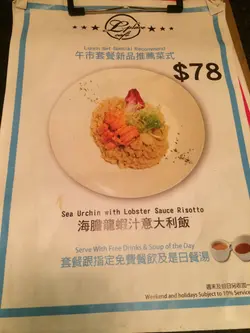 café
Lunch Set (Special Recommend)
午市套餐新品推薦菜式
$78
Sea Urchin with Lobster Sauce Risotto
海膽龍蝦汁意大利飯
Serve With Free Drinks & Soup of the Day
套餐跟指定免費餐飲及是日餐湯
Weekend and holidays Subject to 10% Service